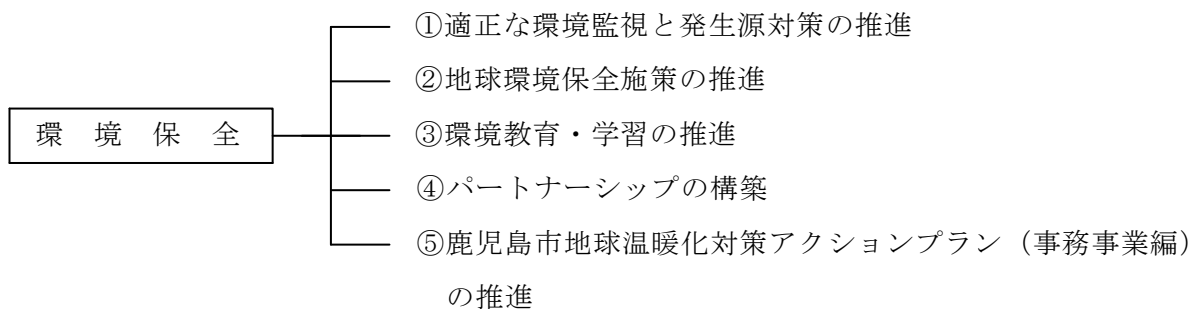 ①適正な環境監視と発生源対策の推進
②地球環境保全施策の推進
環 境 保 全
③環境教育・学習の推進
④パートナーシップの構築
⑤鹿児島市地球温暖化対策アクションプラン（事務事業編）
の推進